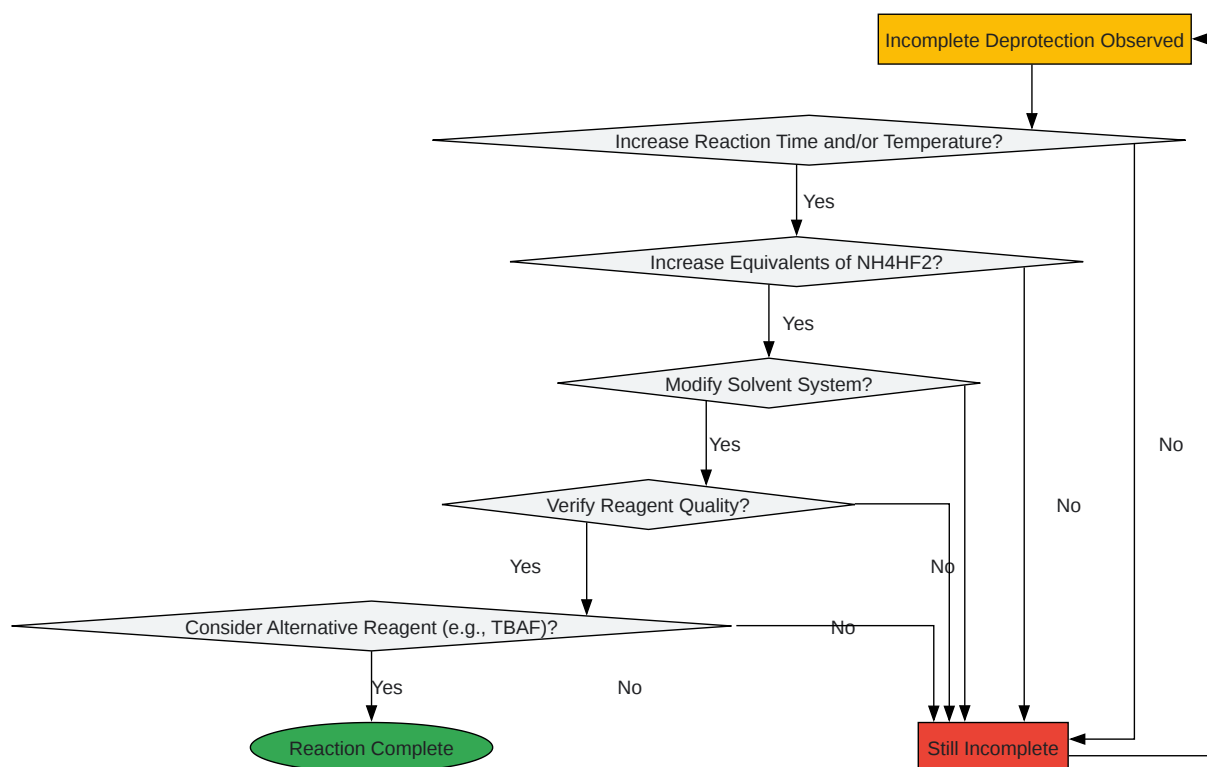 Incomplete Deprotection Observed
Increase Reaction Time and/or Temperature?
Yes
Increase Equivalents of NH4HF2?
Yes
Modify Solvent System?
Yes
No
Verify Reagent Quality?
No
Yes
No
Consider Alternative Reagent (e.g., TBAF)?
No
Yes
No
Reaction Complete
Still Incomplete